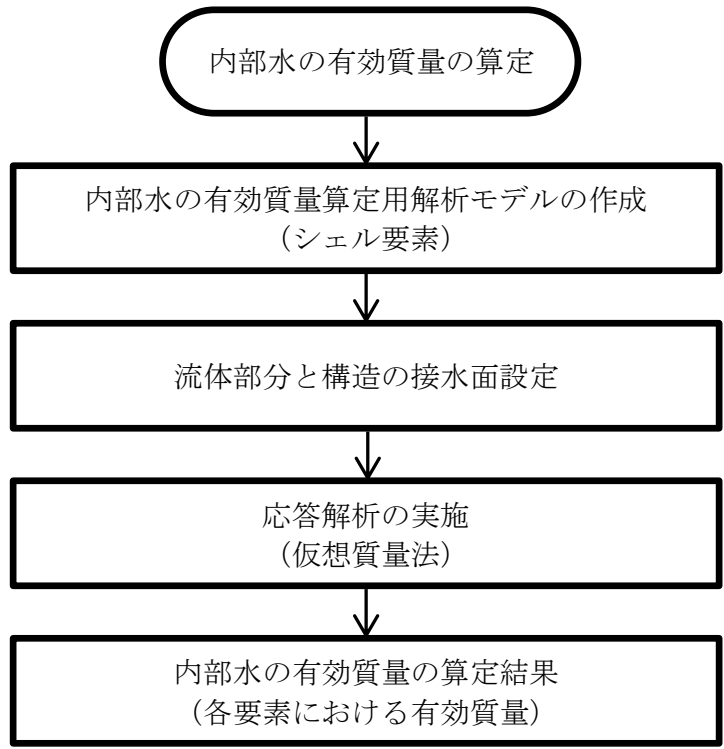 内部水の有効質量の算定
内部水の有効質量算定用解析モデルの作成
（シェル要素）
流体部分と構造の接水面設定
応答解析の実施
（仮想質量法）
内部水の有効質量の算定結果
（各要素における有効質量）